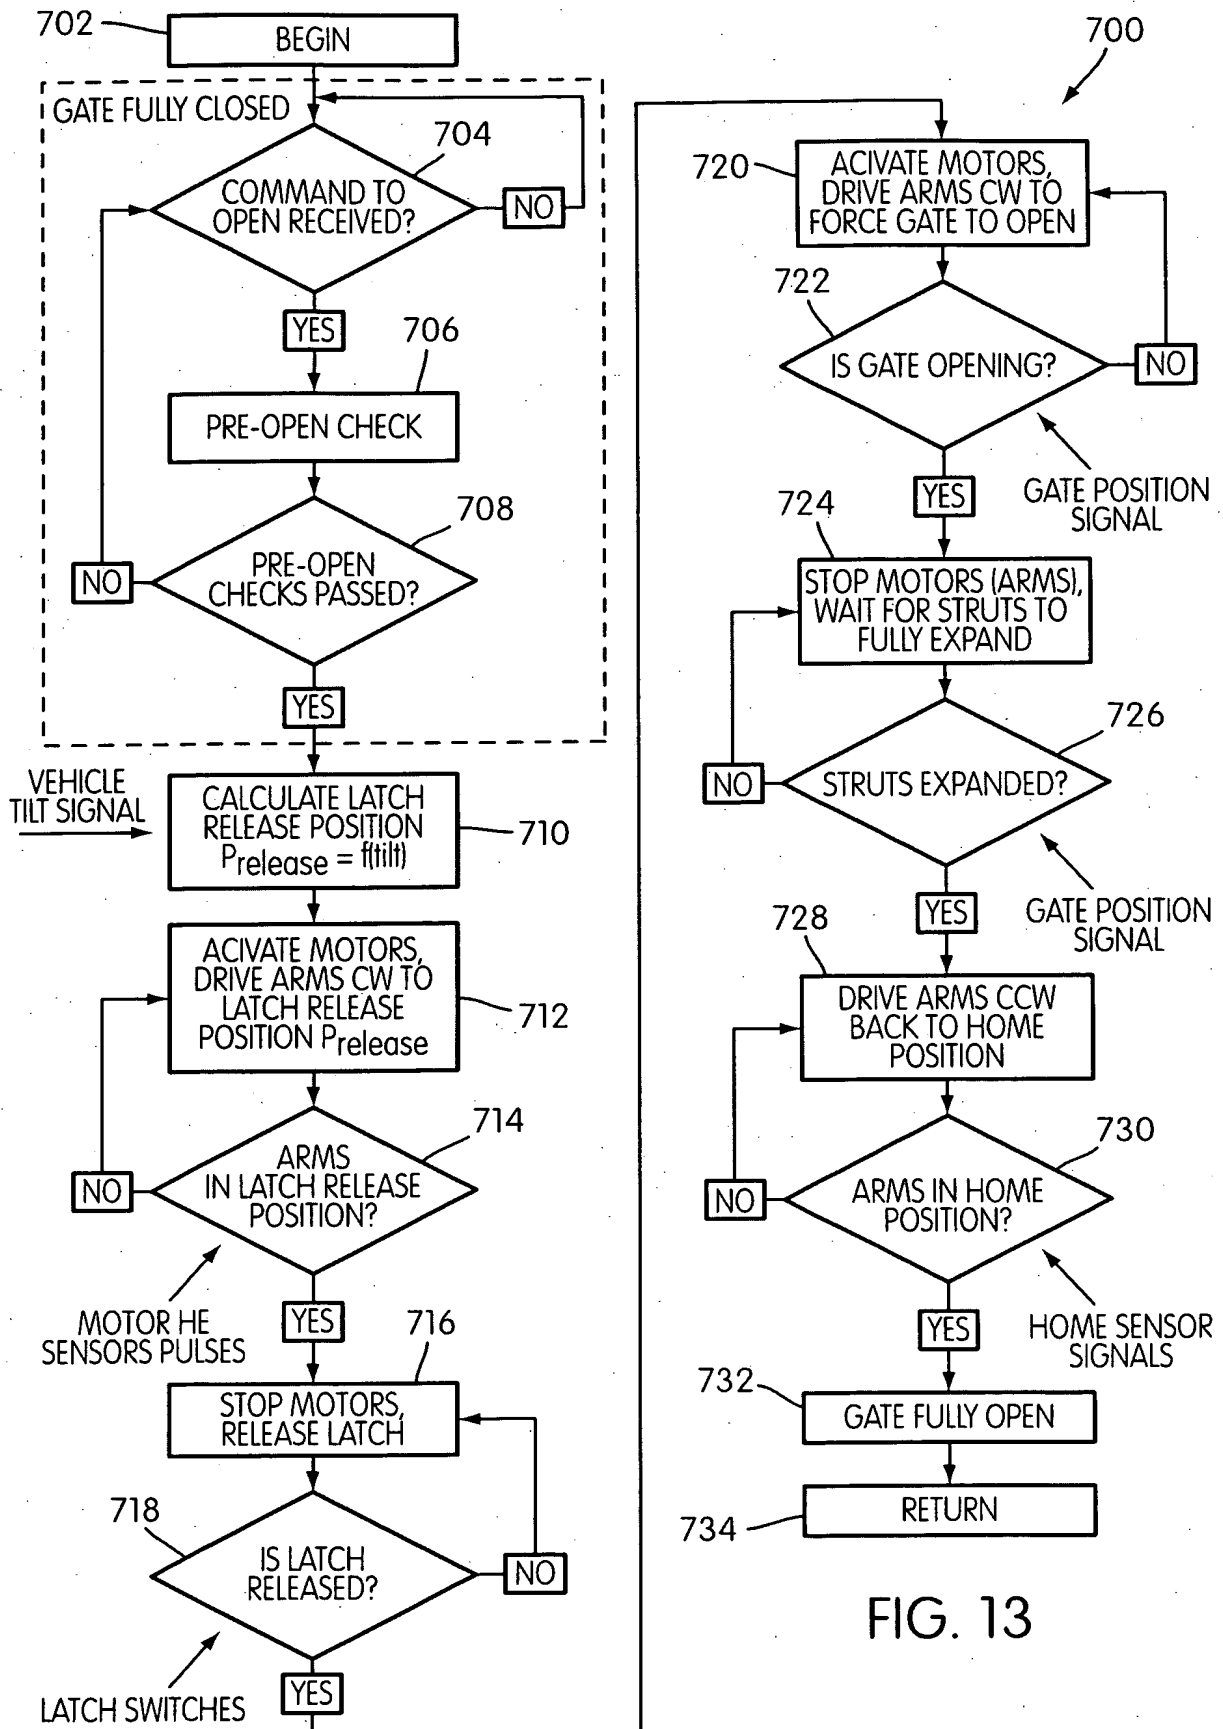 702
BEGIN
GATE FULLY CLOSED
704
COMMAND TO
OPEN RECEIVED?
NO
YES
706
PRE-OPEN CHECK
708
PRE-OPEN
CHECKS PASSED?
NO
YES
VEHICLE
TILT SIGNAL
CALCULATE LATCH
RELEASE POSITION
Prelease = f(tilt)
710
ACIVATE MOTORS,
DRIVE ARMS CW TO
LATCH RELEASE
POSITION Prelease
712
714
ARMS
IN LATCH RELEASE
POSITION?
NO
MOTOR HE
SENSORS PULSES
YES
716
STOP MOTORS,
RELEASE LATCH
718
IS LATCH
RELEASED?
NO
LATCH SWITCHES
YES
700
720
ACIVATE MOTORS,
DRIVE ARMS CW TO
FORCE GATE TO OPEN
722
IS GATE OPENING?
NO
GATE POSITION
SIGNAL
YES
724
STOP MOTORS (ARMS),
WAIT FOR STRUTS TO
FULLY EXPAND
726
STRUTS EXPANDED?
NO
GATE POSITION
SIGNAL
YES
728
DRIVE ARMS CCW
BACK TO HOME
POSITION
730
ARMS IN HOME
POSITION?
NO
HOME SENSOR
SIGNALS
YES
732
GATE FULLY OPEN
RETURN
734
FIG. 13